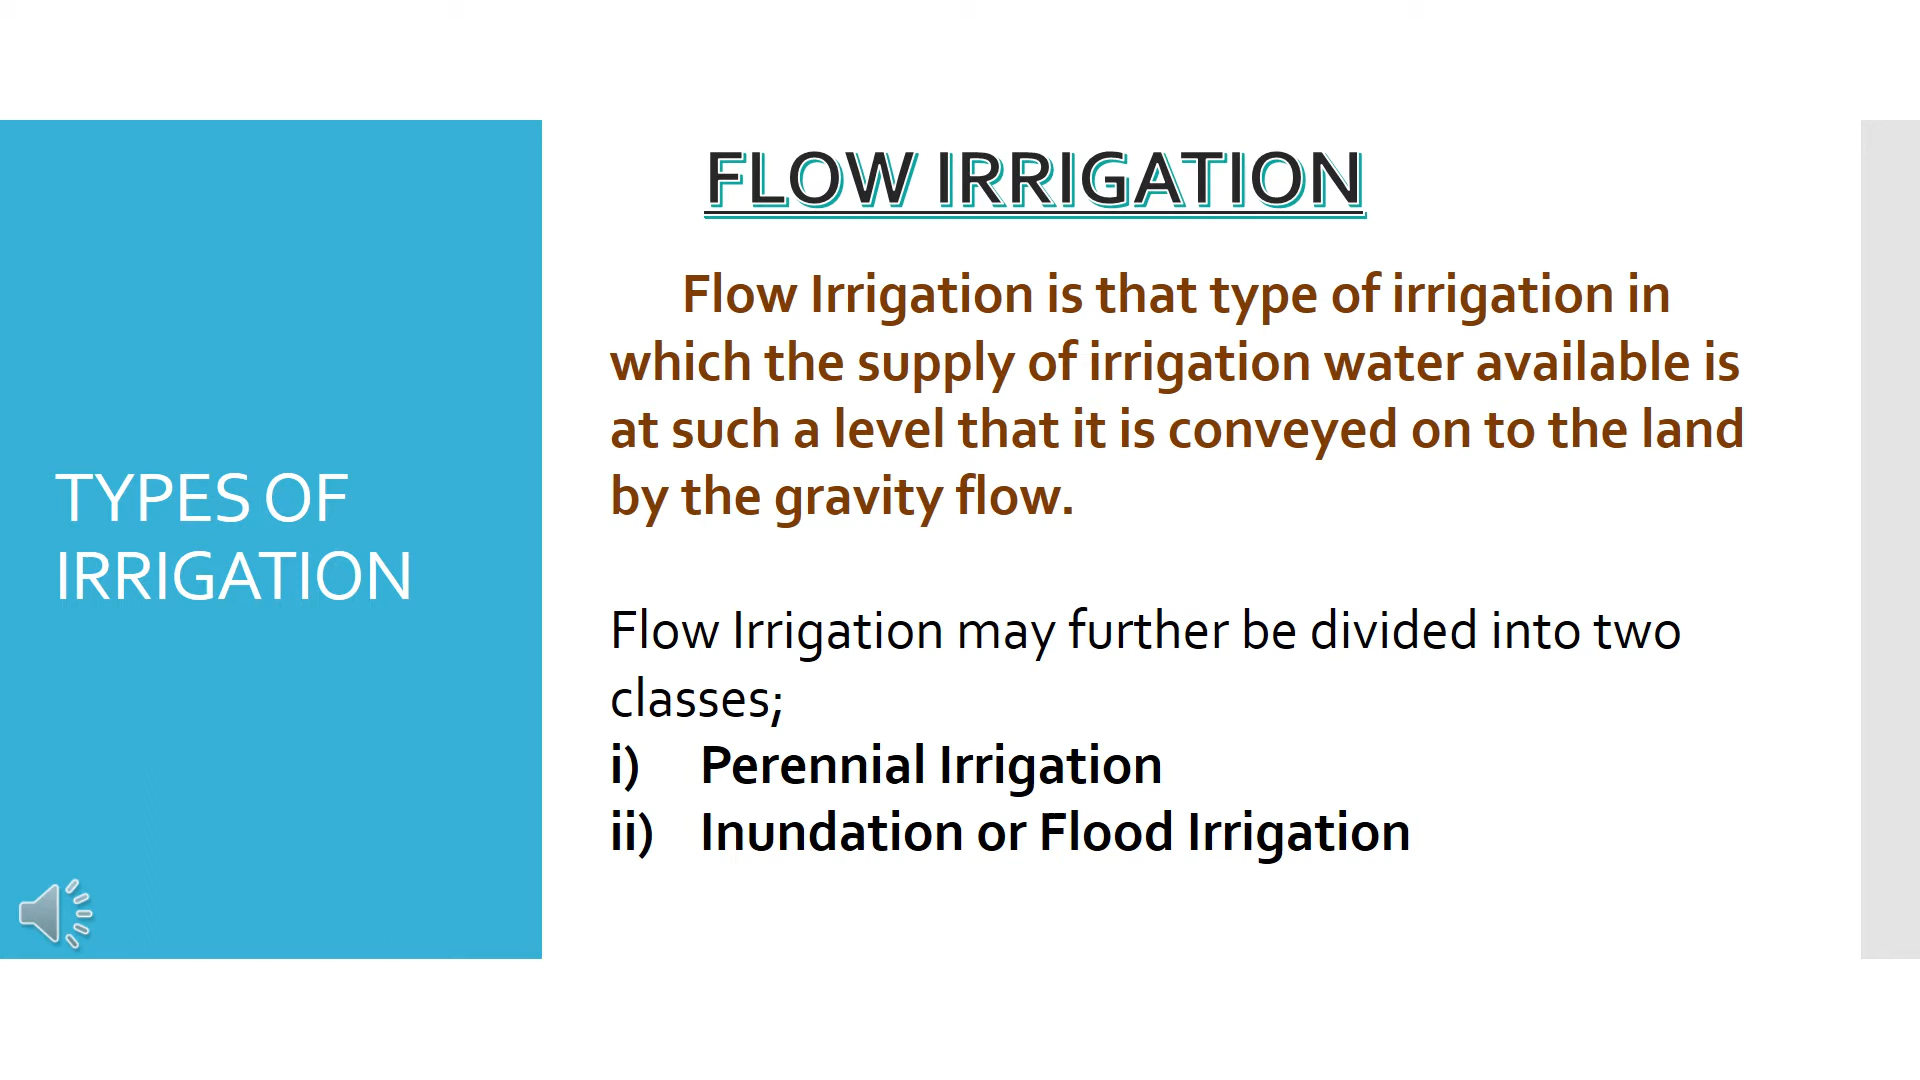 TYPES OF
IRRIGATION
FLOW IRRIGATION
Flow Irrigation is that type of irrigation in
which the supply of irrigation water available is
at such a level that it is conveyed on to the land
by the gravity flow.
Flow Irrigation may further be divided into two
classes;
i) Perennial Irrigation
ii) Inundation or Flood Irrigation